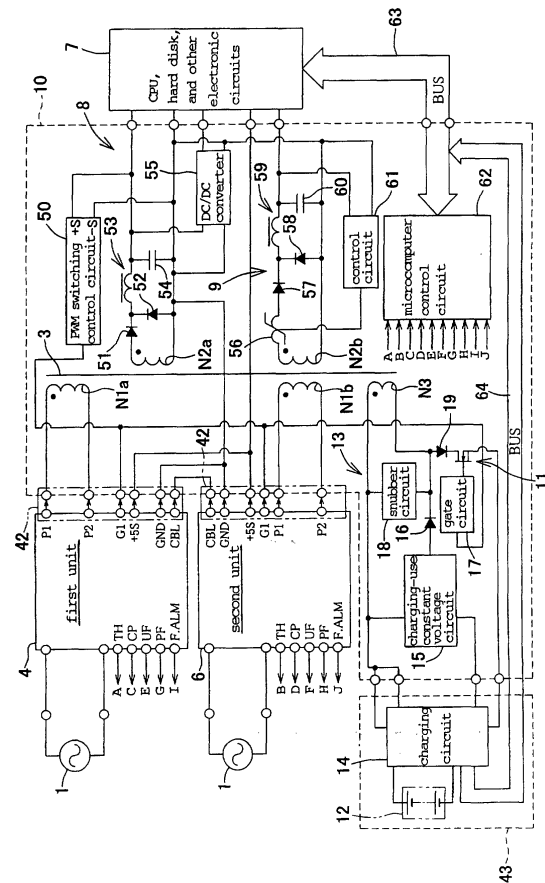 10
7
CPU,
hard disk,
and other
electronic
circuits
8
50
PWM switching +S
control circuit-S
55
DC/DC
converter
53
52
51
54
N2a
3
N1a
59
60
58
9
57
56
N2b
61
control
circuit
63
BUS
62
microcomputer
control
circuit
A
B
C
D
E
F
G
H
I
J
64
BUS
N1b
N3
13
19
11
snubber
circuit
18
16
gate
circuit
17
charging-use
constant
voltage
circuit
15
42
42
4
first unit
P1
P2
G1
+5S
GND
CBL
TH
CP
UF
PF
F.ALM
A
C
E
G
I
6
second unit
CBL
GND
+5S
G1
P1
P2
TH
CP
UF
PF
F.ALM
B
D
F
H
J
1
1
14
charging
circuit
12
43